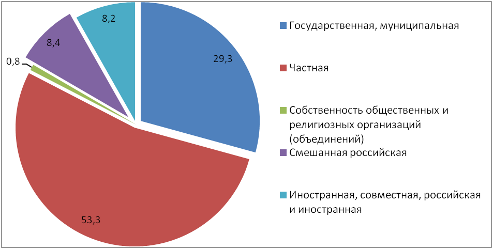 8,2
8,4
0,8
29,3
53,3
Государственная, муниципальная
Частная
Собственность общественных и
религиозных организаций
(объединений)
Смешанная российская
Иностранная, совместная, российская
и иностранная